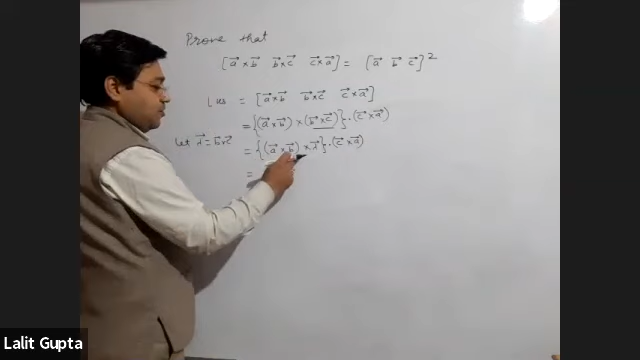 Prove that
[a⃗ × b⃗ b⃗ × c⃗ c⃗ × a⃗] = [a⃗ b⃗ c⃗]²
LHS = [a⃗ × b⃗ b⃗ × c⃗ c⃗ × a⃗]
= {(a⃗ × b⃗) × (b⃗ × c⃗)} · (c⃗ × a⃗)
Let λ⃗ = b⃗ × c⃗ = {(a⃗ × b⃗) × λ⃗} · (c⃗ × a⃗)
=
Lalit Gupta